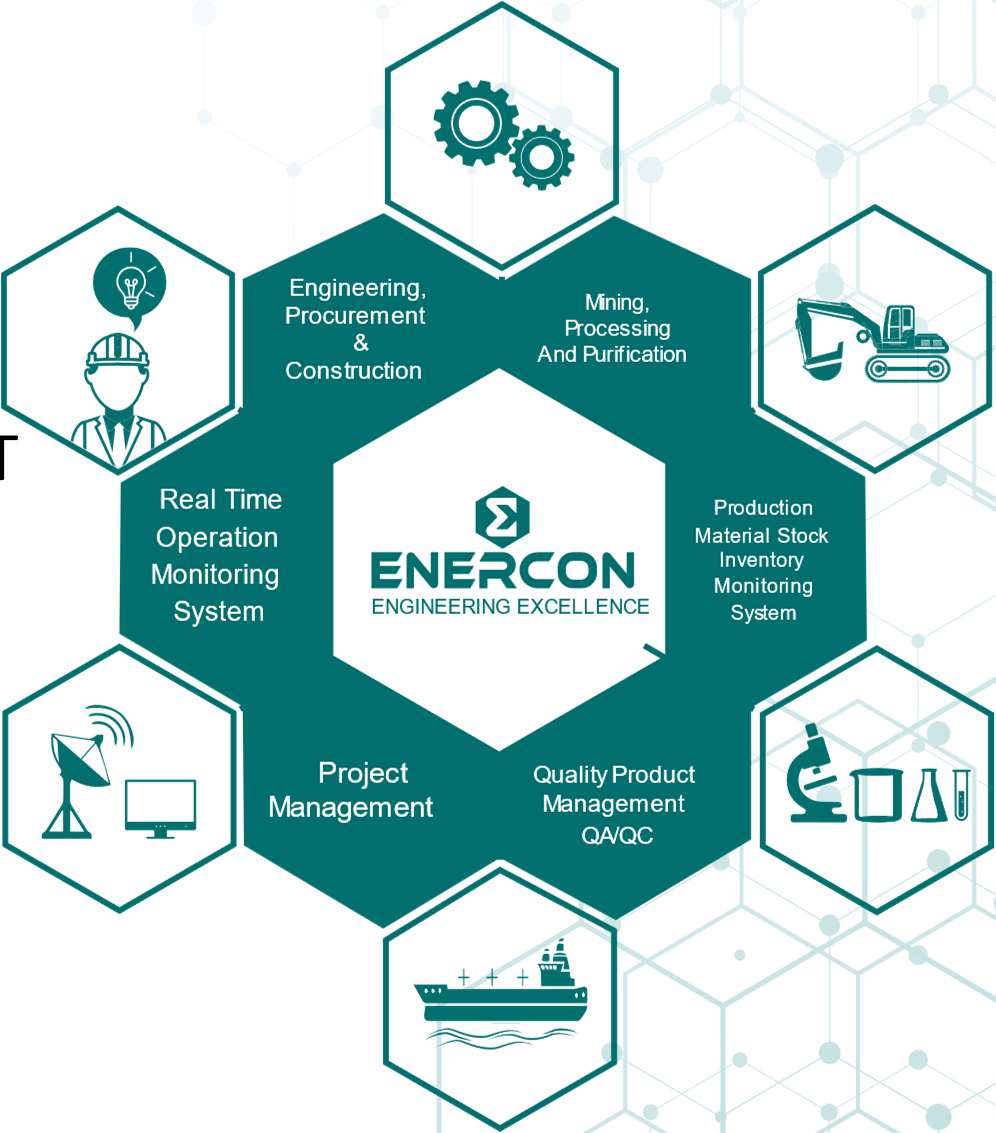 Engineering,
Procurement
&
Construction
Mining,
Processing
And Purification
T
Real Time
Operation
Monitoring
System
ENERCON
ENGINEERING EXCELLENCE
Production
Material Stock
Inventory
Monitoring
System
Project
Management
Quality Product
Management
QA/QC